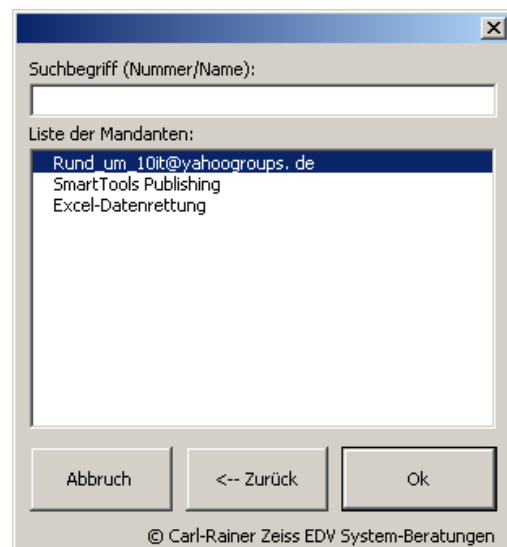 Suchbegriff (Nummer/Name):
Liste der Mandanten:
Rund_um_10it@yahoogroups. de
SmartTools Publishing
Excel-Datenrettung
Abbruch
<-- Zurück
Ok
© Carl-Rainer Zeiss EDV System-Beratungen